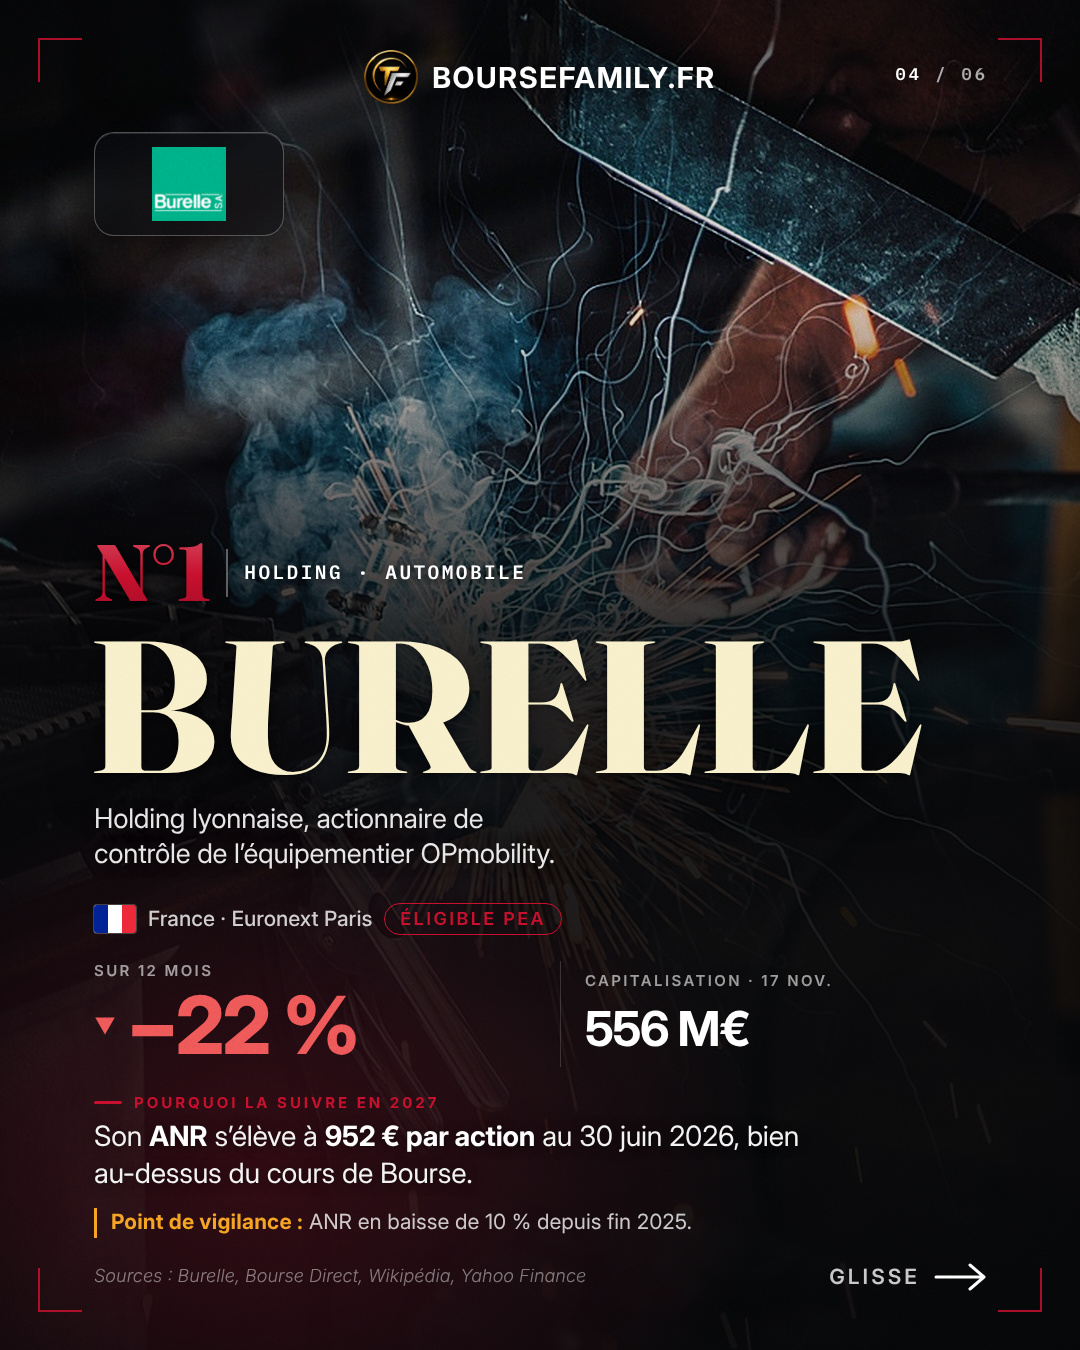 TF BOURSEFAMILY.FR
04 / 06
Burelle SA
N°1
HOLDING · AUTOMOBILE
BURELLE
Holding lyonnaise, actionnaire de
contrôle de l’équipementier OPmobility.
France · Euronext Paris ÉLIGIBLE PEA
SUR 12 MOIS
▼ –22 %
CAPITALISATION · 17 NOV.
556 M€
POURQUOI LA SUIVRE EN 2027
Son ANR s’élève à 952 € par action au 30 juin 2026, bien
au-dessus du cours de Bourse.
Point de vigilance : ANR en baisse de 10 % depuis fin 2025.
Sources : Burelle, Bourse Direct, Wikipédia, Yahoo Finance
GLISSE →